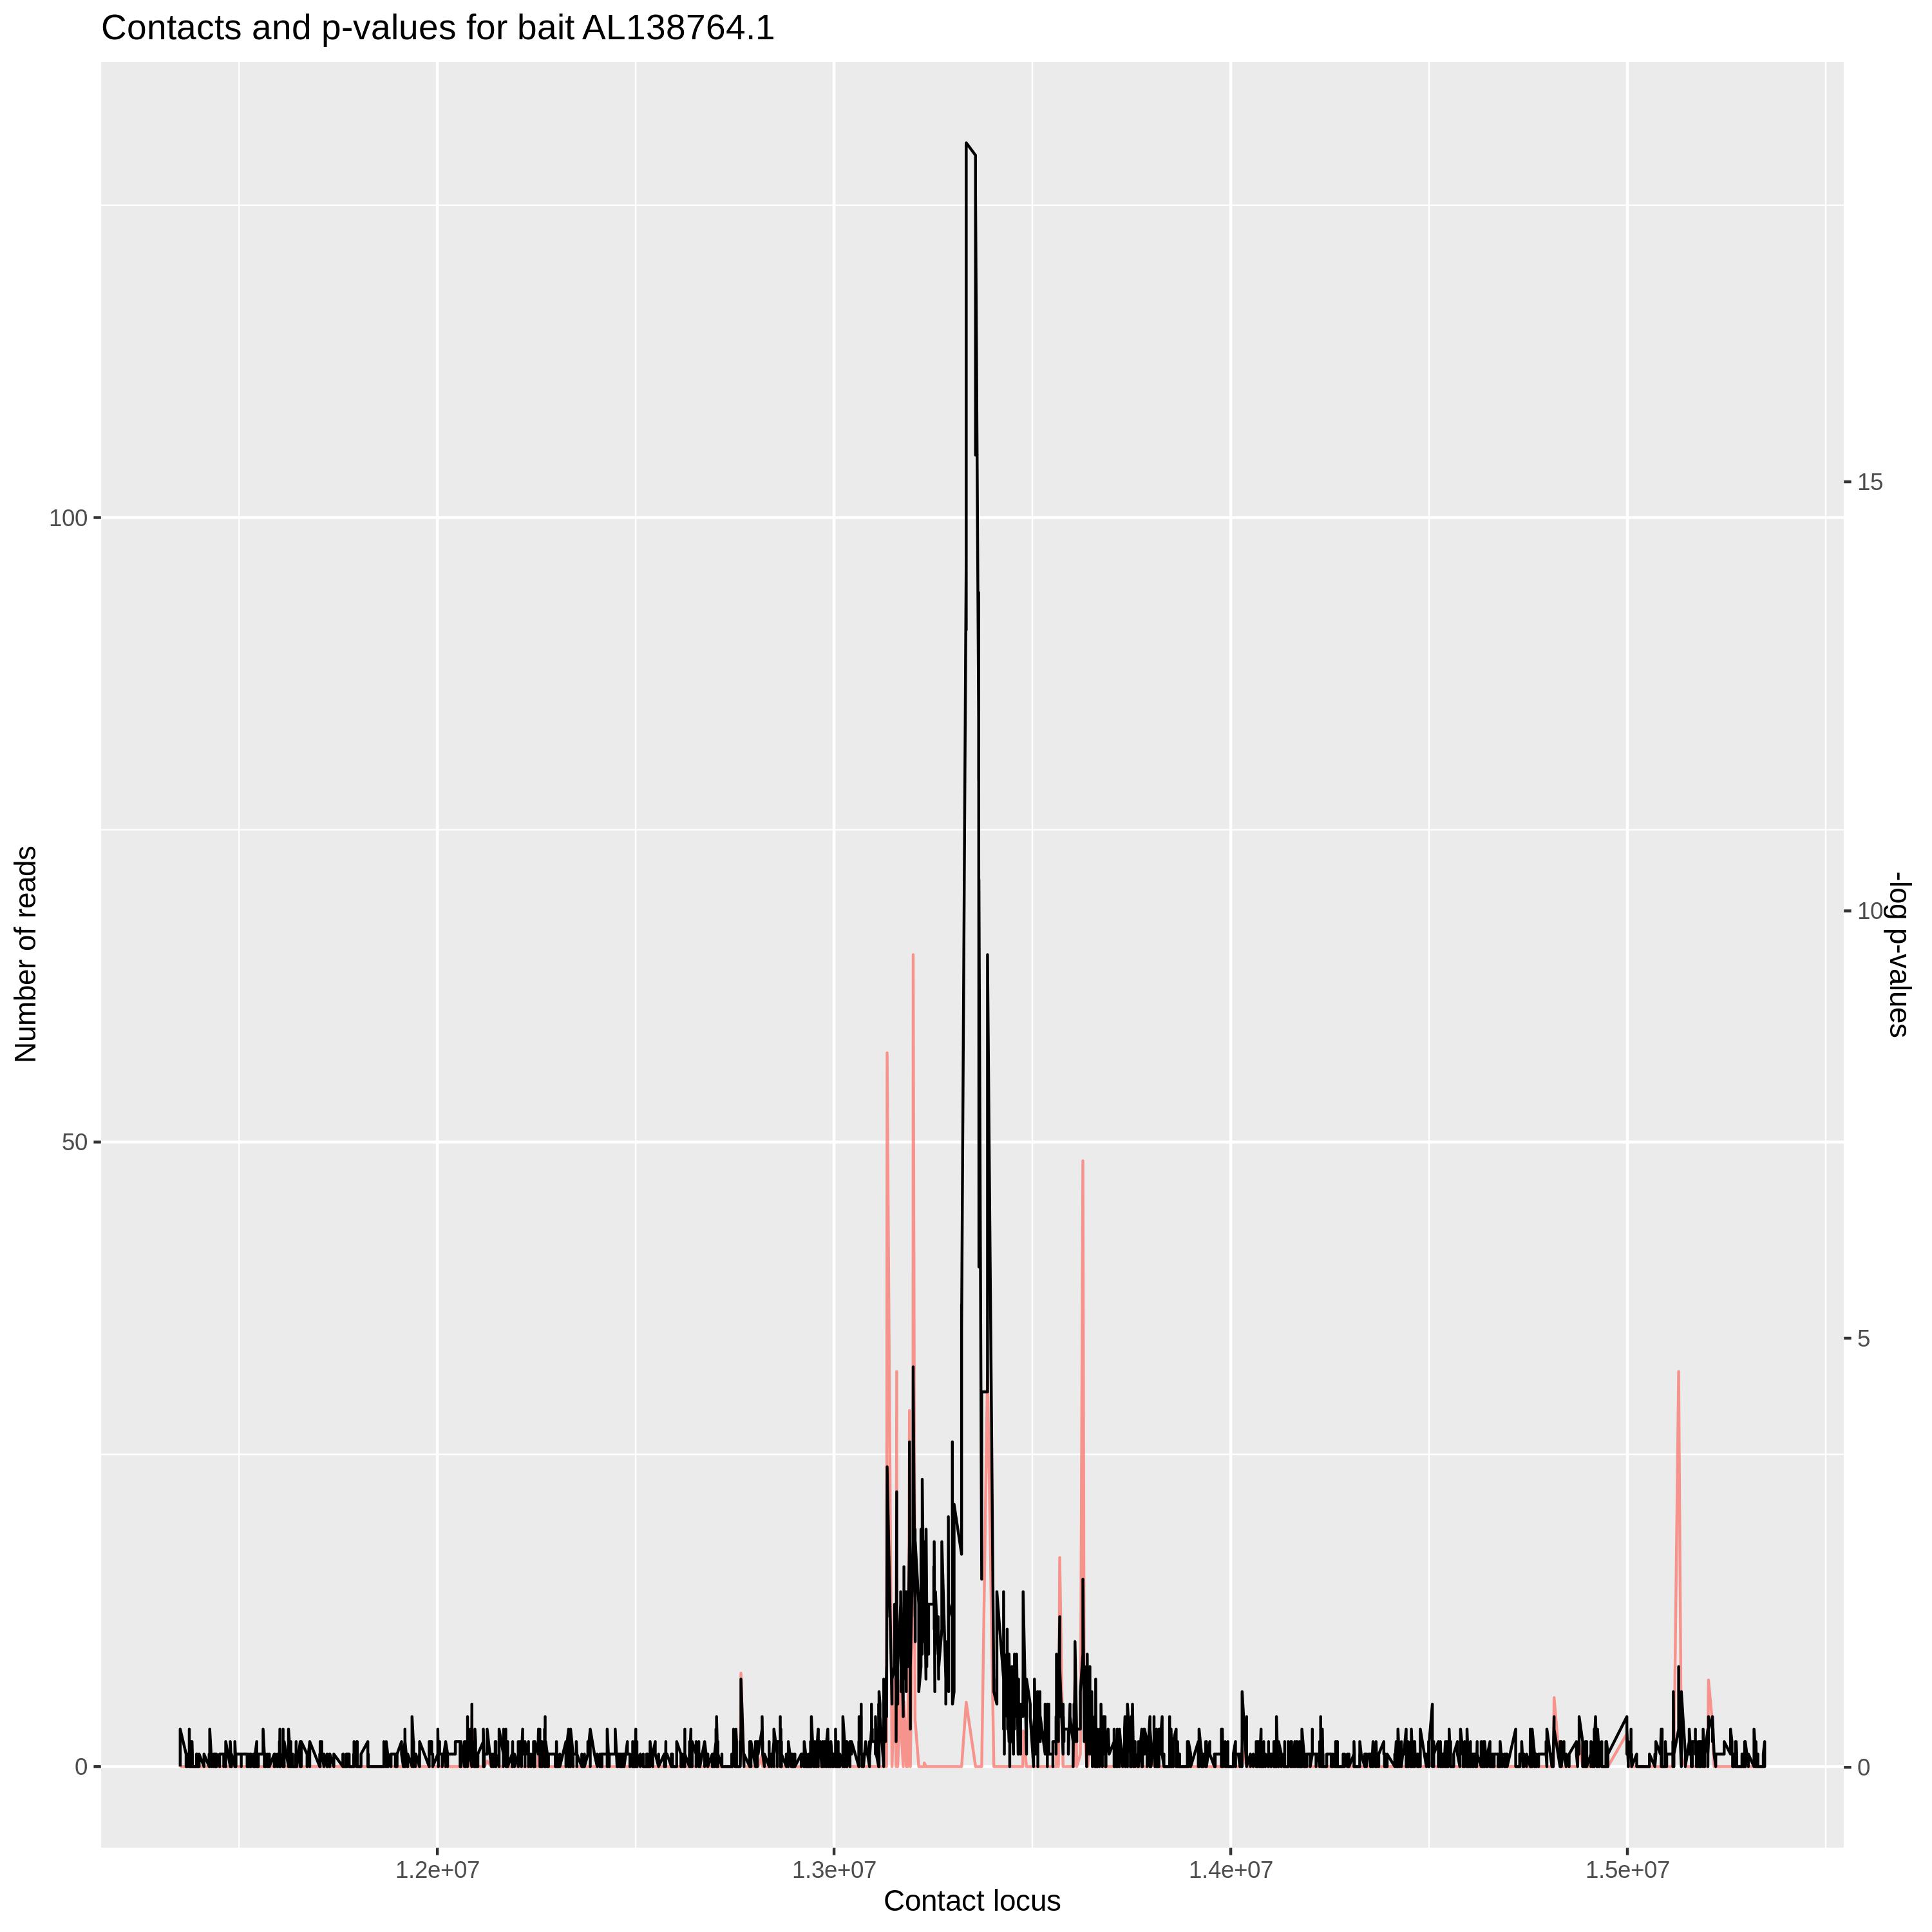 Contacts and p-values for bait AL138764.1
100
50
0
Number of reads
15
10
5
0
-log p-values
1.2e+07
1.3e+07
1.4e+07
1.5e+07
Contact locus